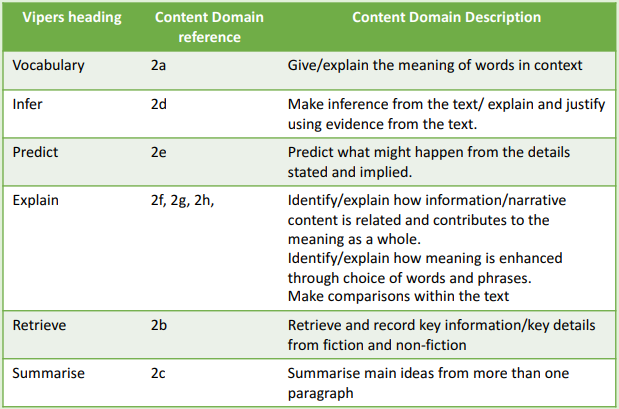 Vipers heading Content Domain reference Content Domain Description
Vocabulary 2a Give/explain the meaning of words in context
Infer 2d Make inference from the text/ explain and justify
using evidence from the text.
Predict 2e Predict what might happen from the details
stated and implied.
Explain 2f, 2g, 2h, Identify/explain how information/narrative
content is related and contributes to the
meaning as a whole.
Identify/explain how meaning is enhanced
through choice of words and phrases.
Make comparisons within the text
Retrieve 2b Retrieve and record key information/key details
from fiction and non-fiction
Summarise 2c Summarise main ideas from more than one
paragraph